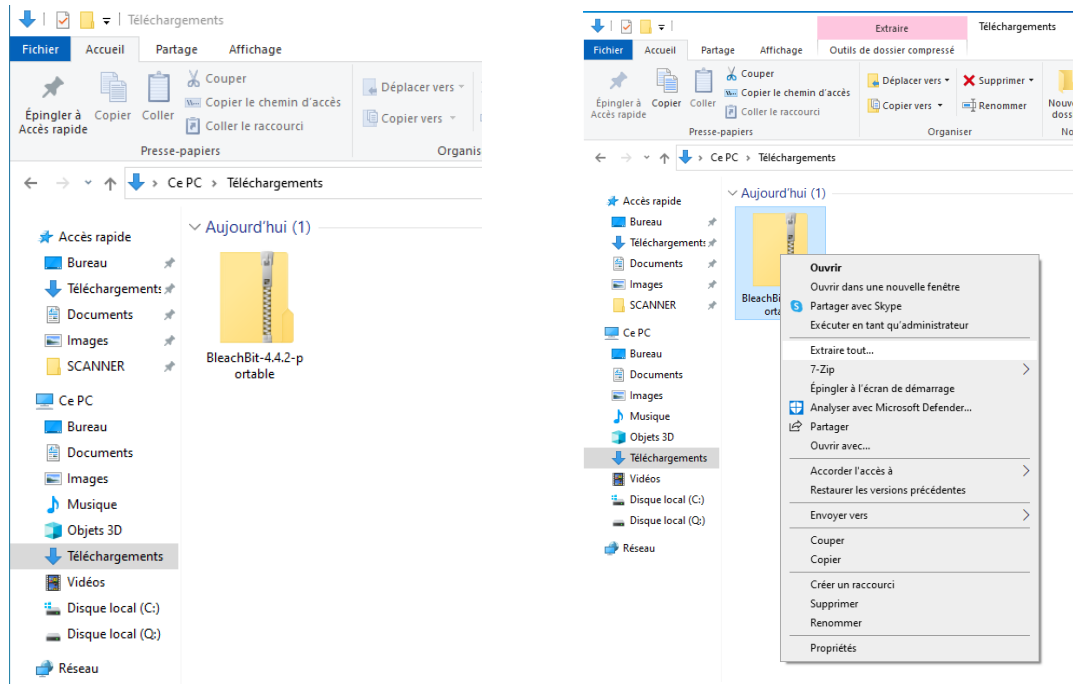 Téléchargements
Fichier
Accueil
Partage
Affichage
Épingler à
Accès rapide
Copier
Coller
Couper
Copier le chemin d'accès
Coller le raccourci
Déplacer vers
Copier vers
Presse-papiers
Organis
Ce PC > Téléchargements
Accès rapide
Bureau
Téléchargements
Documents
Images
SCANNER
Ce PC
Bureau
Documents
Images
Musique
Objets 3D
Téléchargements
Vidéos
Disque local (C:)
Disque local (Q:)
Réseau
Aujourd'hui (1)
BleachBit-4.4.2-p
ortable
Extraire
Téléchargements
Fichier
Accueil
Partage
Affichage
Outils de dossier compressé
Épingler à
Accès rapide
Copier
Coller
Couper
Copier le chemin d'accès
Coller le raccourci
Déplacer vers
Copier vers
Supprimer
Renommer
Nouve
doss
Presse-papiers
Organiser
No
Ce PC > Téléchargements
Accès rapide
Bureau
Téléchargements
Documents
Images
SCANNER
Ce PC
Bureau
Documents
Images
Musique
Objets 3D
Téléchargements
Vidéos
Disque local (C:)
Disque local (Q:)
Réseau
Aujourd'hui (1)
BleachBi
orta
Ouvrir
Ouvrir dans une nouvelle fenêtre
Partager avec Skype
Exécuter en tant qu'administrateur
Extraire tout...
7-Zip
Épingler à l'écran de démarrage
Analyser avec Microsoft Defender...
Partager
Ouvrir avec...
Accorder l'accès à
Restaurer les versions précédentes
Envoyer vers
Couper
Copier
Créer un raccourci
Supprimer
Renommer
Propriétés